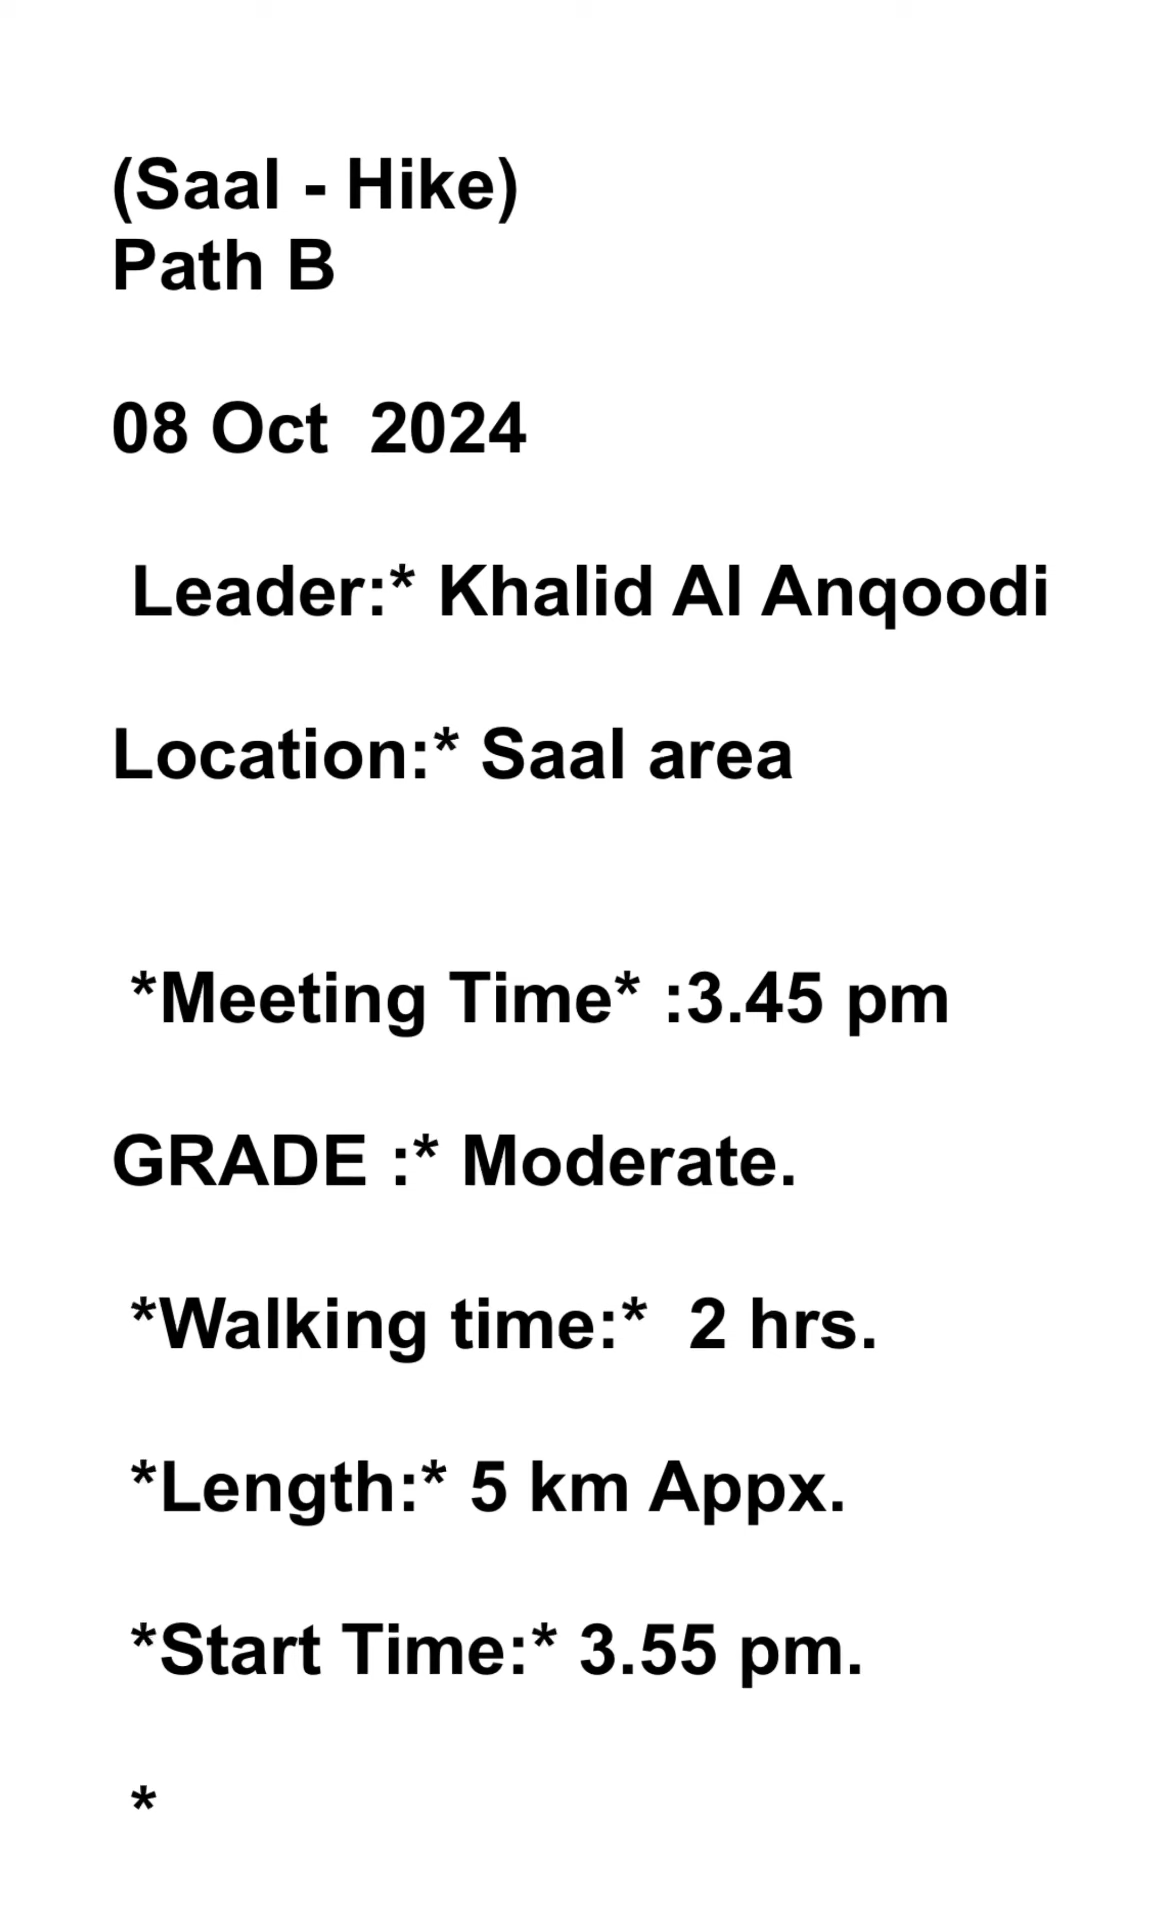 (Saal - Hike)
Path B
08 Oct  2024
Leader:* Khalid Al Anqoodi
Location:* Saal area
*Meeting Time* :3.45 pm
GRADE :* Moderate.
*Walking time:*  2 hrs.
*Length:* 5 km Appx.
*Start Time:* 3.55 pm.
*